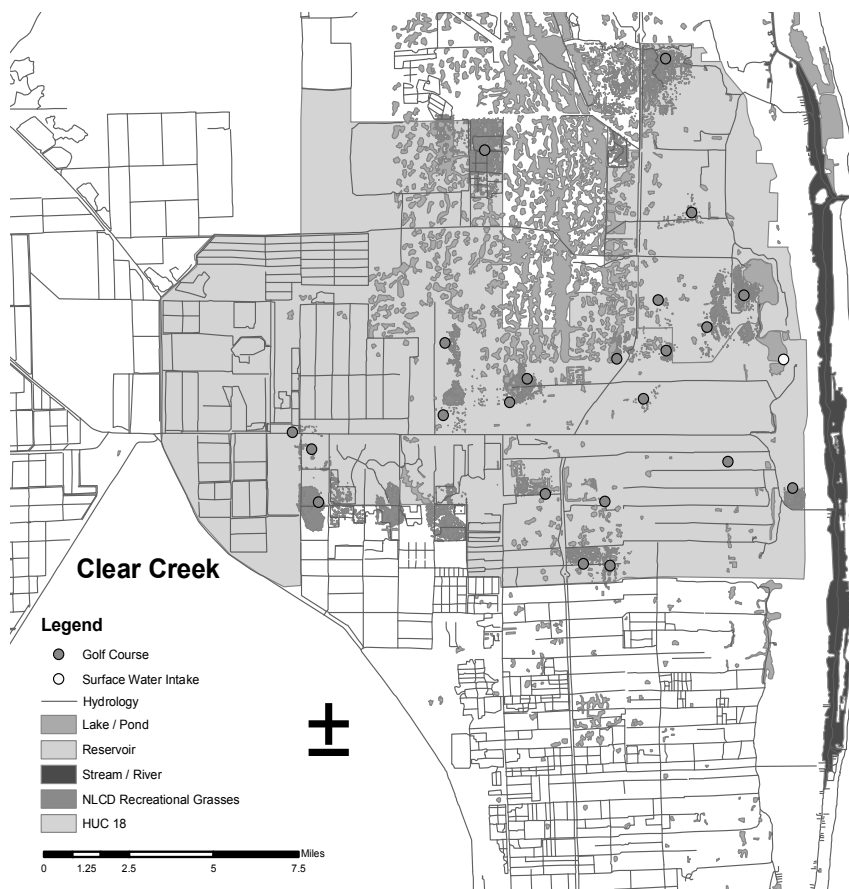 Clear Creek
Legend
Golf Course
Surface Water Intake
Hydrology
Lake / Pond
Reservoir
Stream / River
NLCD Recreational Grasses
HUC 18
Miles
0 1.25 2.5 5 7.5